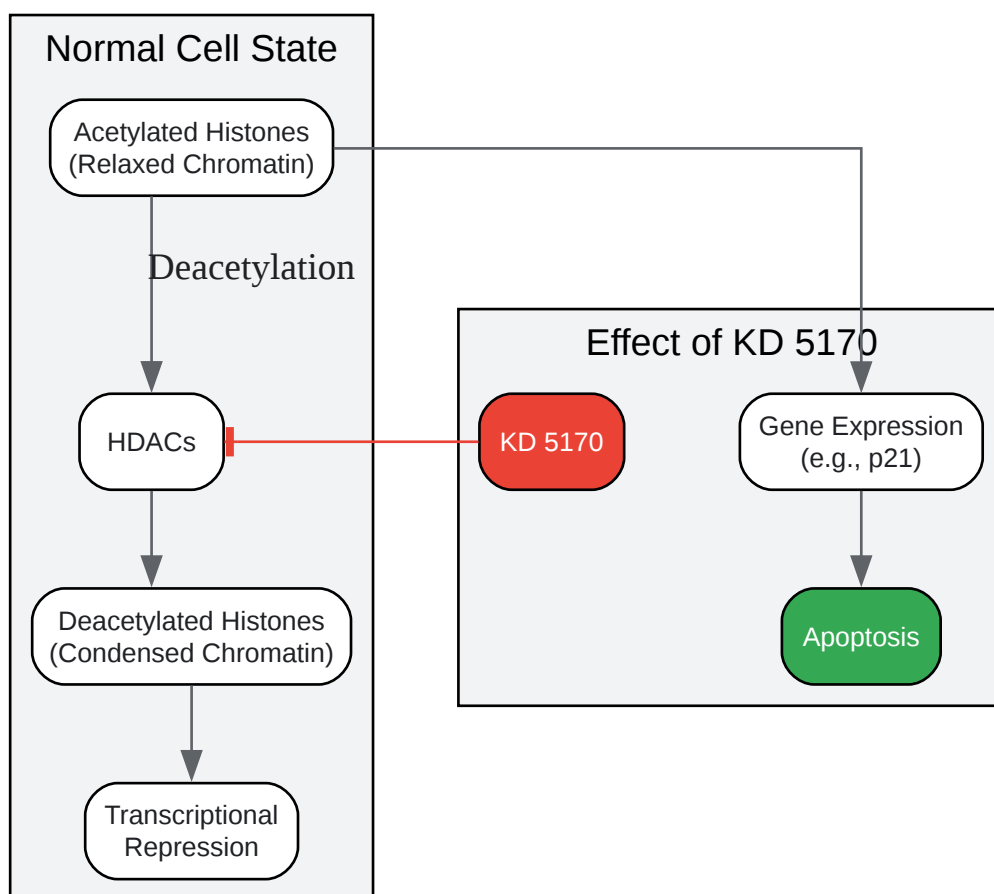 Normal Cell State
Acetylated Histones
(Relaxed Chromatin)
Deacetylation
HDACs
Deacetylated Histones
(Condensed Chromatin)
Transcriptional
Repression
Effect of KD 5170
KD 5170
Gene Expression
(e.g., p21)
Apoptosis